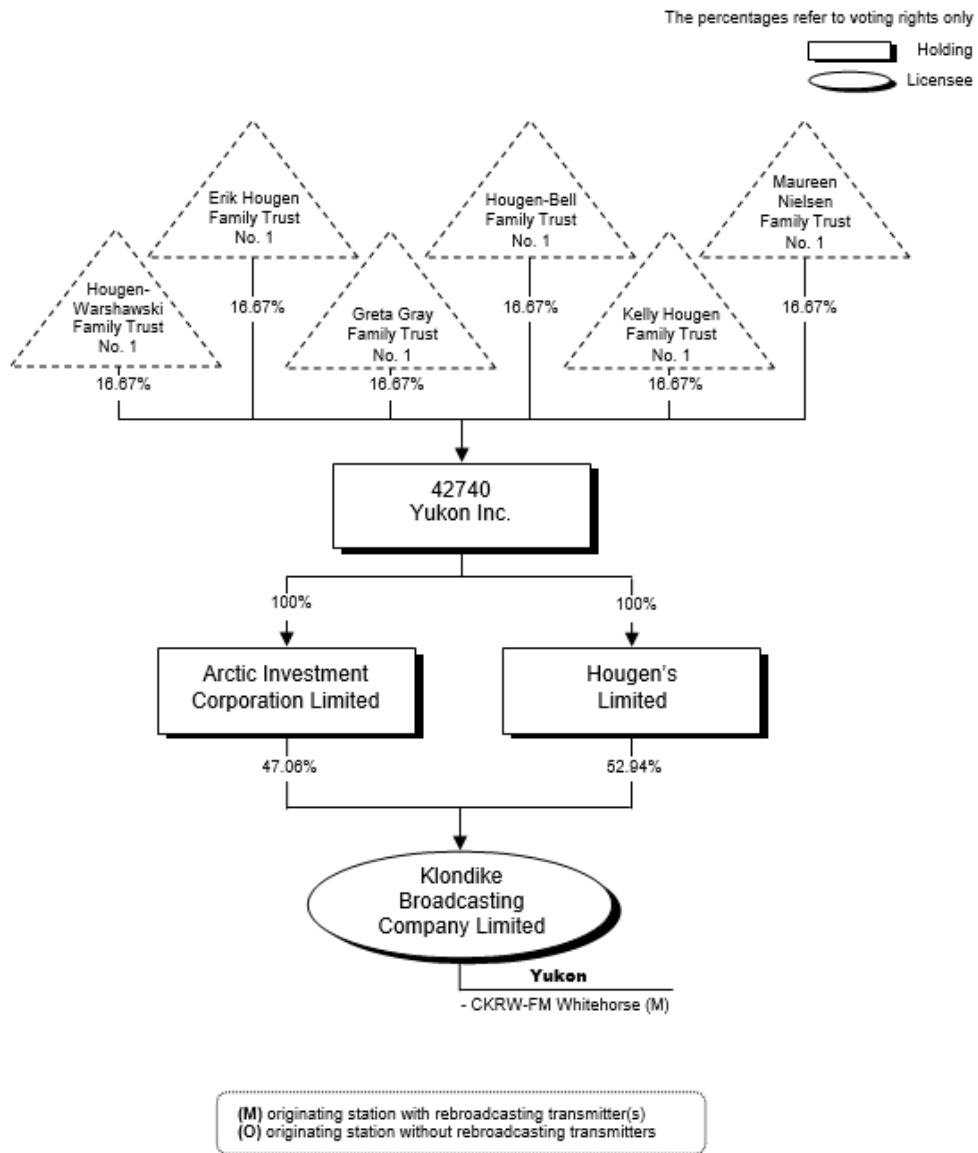 The percentages refer to voting rights only
Holding
Licensee
Erik Hougen
Family Trust
No. 1
Hougen-Bell
Family Trust
No. 1
Maureen
Nielsen
Family Trust
No. 1
Hougen-
Warshawski
Family Trust
No. 1
Greta Gray
Family Trust
No. 1
Kelly Hougen
Family Trust
No. 1
16.67%
16.67%
16.67%
16.67%
16.67%
16.67%
42740
Yukon Inc.
100%
100%
Arctic Investment
Corporation Limited
Hougen's
Limited
47.06%
52.94%
Klondike
Broadcasting
Company Limited
Yukon
- CKRW-FM Whitehorse (M)
(M) originating station with rebroadcasting transmitter(s)
(O) originating station without rebroadcasting transmitters